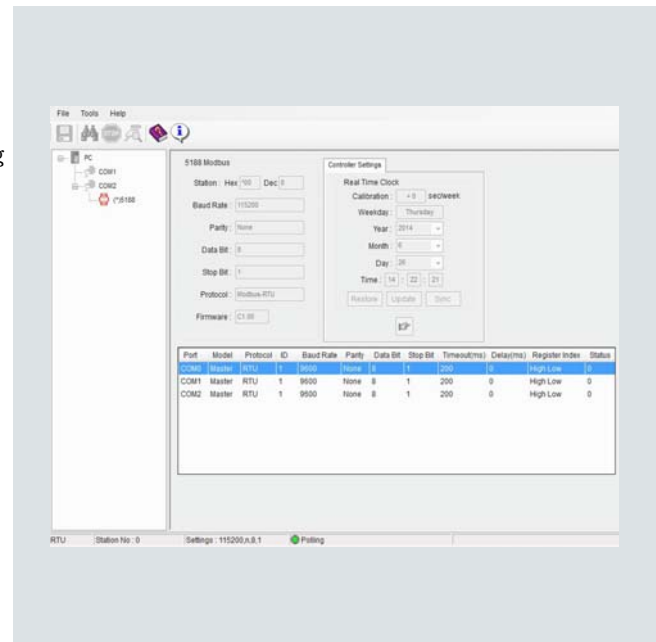 g
File Tools Help
PC
COM1
COM2
(*)5188
5188 Modbus
Station : Hex *00 Dec 0
Baud Rate : 115200
Parity : None
Data Bit : 8
Stop Bit : 1
Protocol : Modbus-RTU
Firmware : C1.00
Controller Settings
Real Time Clock
Calibration : + 0 sec/week
Weekday : Thursday
Year : 2014
Month : 6
Day : 26
Time : 14 : 22 : 21
Restore Update Sync
Port Model Protocol ID Baud Rate Parity Data Bit Stop Bit Timeout(ms) Delay(ms) Register Index Status
COM0 Master RTU 1 9600 None 8 1 200 0 High Low 0
COM1 Master RTU 1 9600 None 8 1 200 0 High Low 0
COM2 Master RTU 1 9600 None 8 1 200 0 High Low 0
RTU Station No : 0 Settings : 115200,n,8,1 Polling